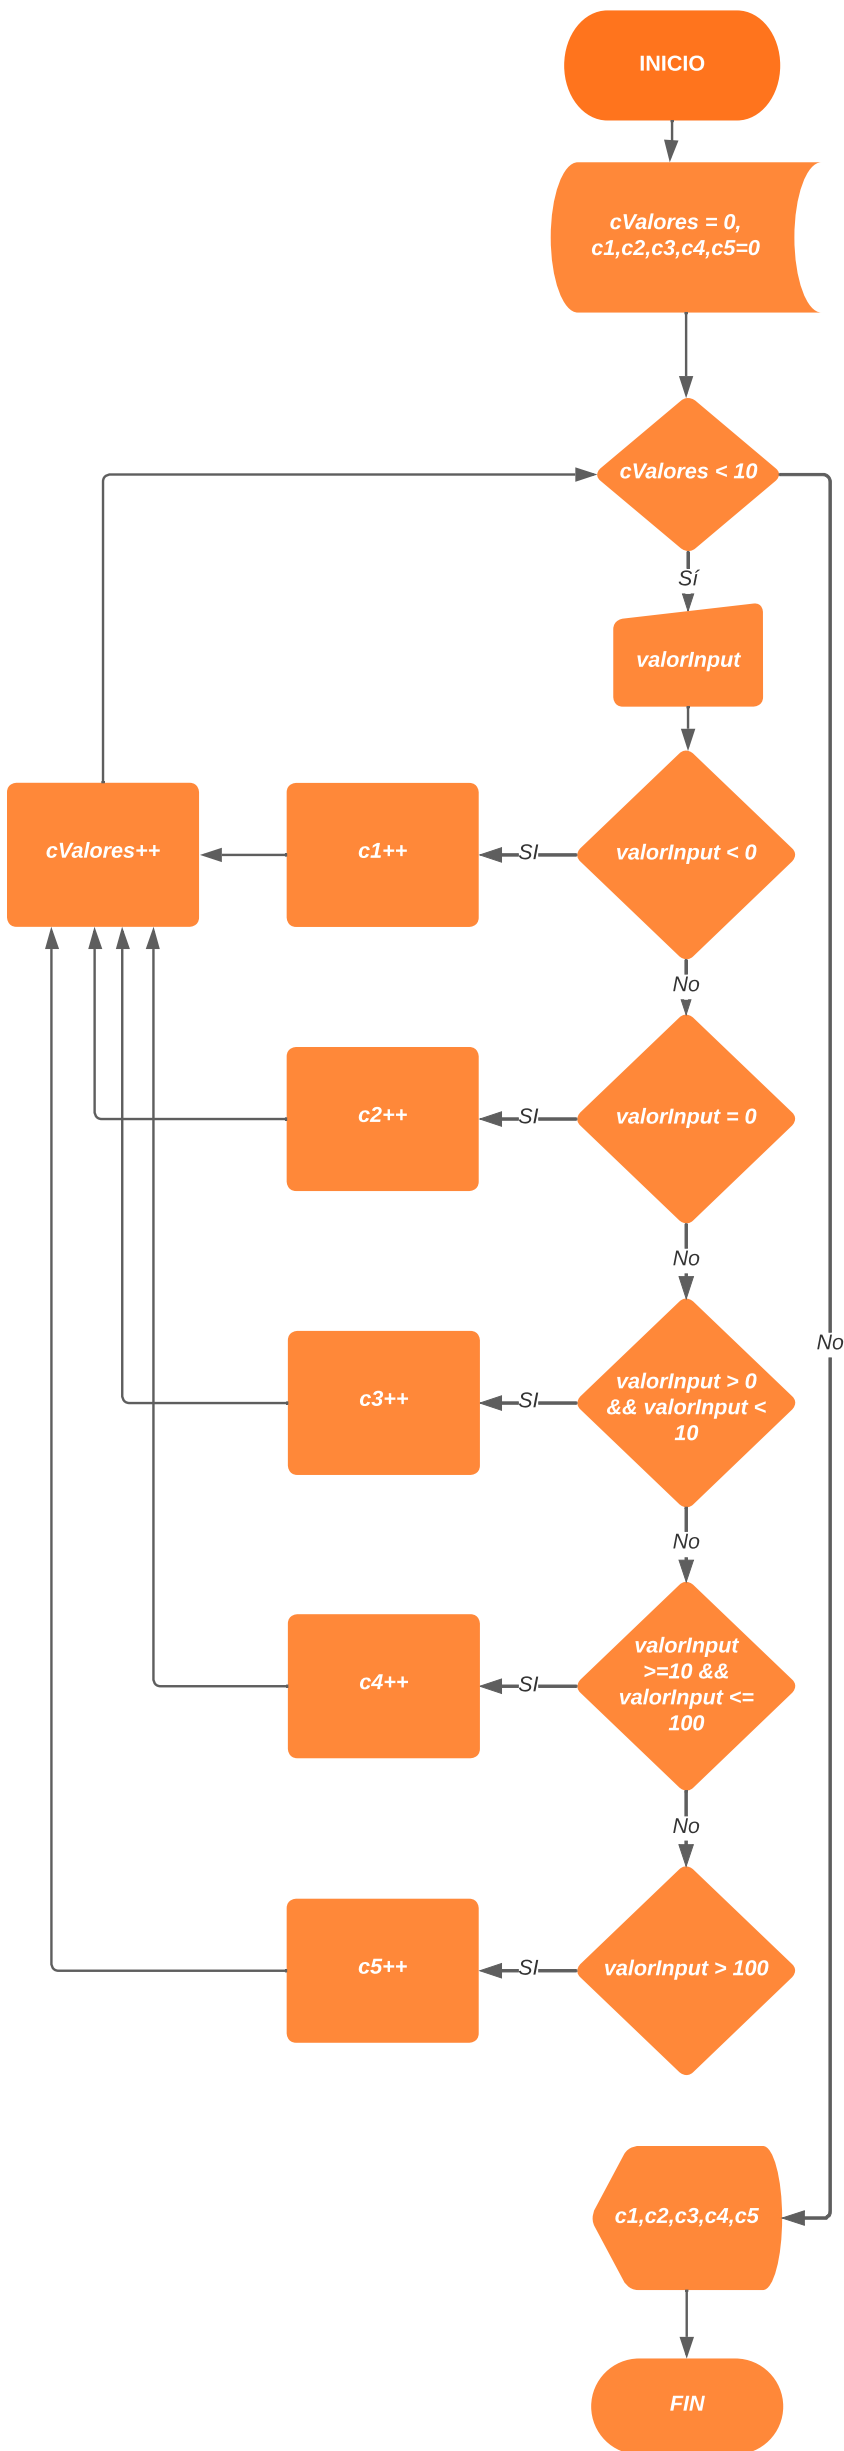 INICIO
cValores = 0,
c1,c2,c3,c4,c5=0
cValores < 10
Sí
valorInput
cValores++
c1++
SI
valorInput < 0
No
c2++
SI
valorInput = 0
No
No
c3++
SI
valorInput > 0
&& valorInput <
10
No
c4++
SI
valorInput
>=10 &&
valorInput <=
100
No
c5++
SI
valorInput > 100
c1,c2,c3,c4,c5
FIN